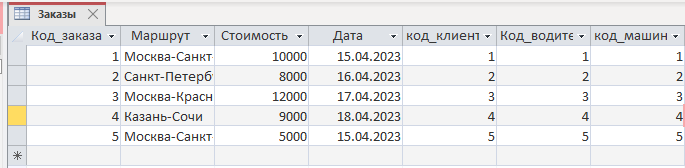 Заказы
Код_заказа Маршрут Стоимость Дата код_клиент Код_водите код_машин
1 Москва-Санкт- 10000 15.04.2023 1 1 1
2 Санкт-Петерб 8000 16.04.2023 2 2 2
3 Москва-Красн 12000 17.04.2023 3 3 3
4 Казань-Сочи 9000 18.04.2023 4 4 4
5 Москва-Санкт- 5000 15.04.2023 5 5 5